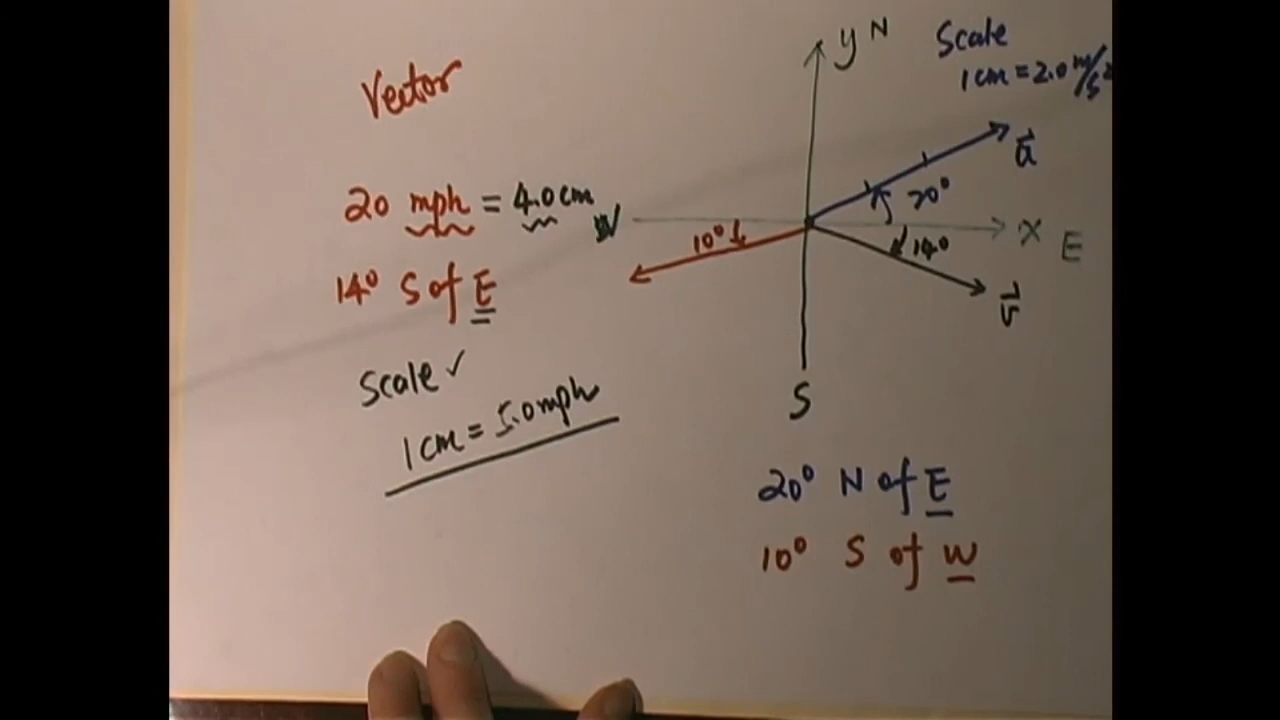 Vector
20 mph = 4.0 cm
14° S of E
Scale ✓
1 cm = 5.0 mph
y N
Scale
1 cm = 2.0 m/s²
a⃗
20°
W
10°
x E
14°
v⃗
S
20° N of E
10° S of W